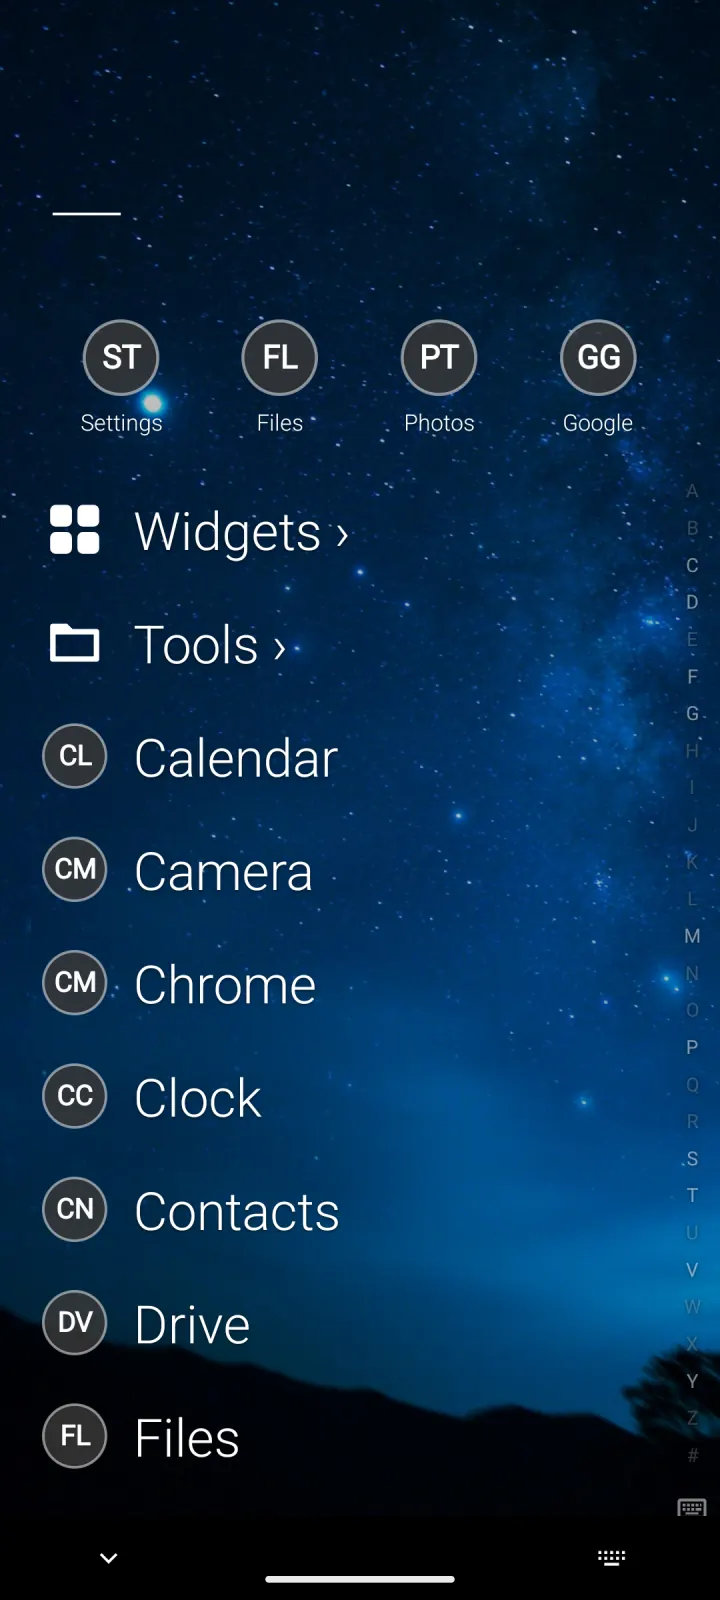 ST FL PT GG
Settings Files Photos Google
Widgets ›
Tools ›
CL Calendar
CM Camera
CM Chrome
CC Clock
CN Contacts
DV Drive
FL Files
A
B
C
D
E
F
G
H
I
J
K
L
M
N
O
P
Q
R
S
T
U
V
W
X
Y
Z
#